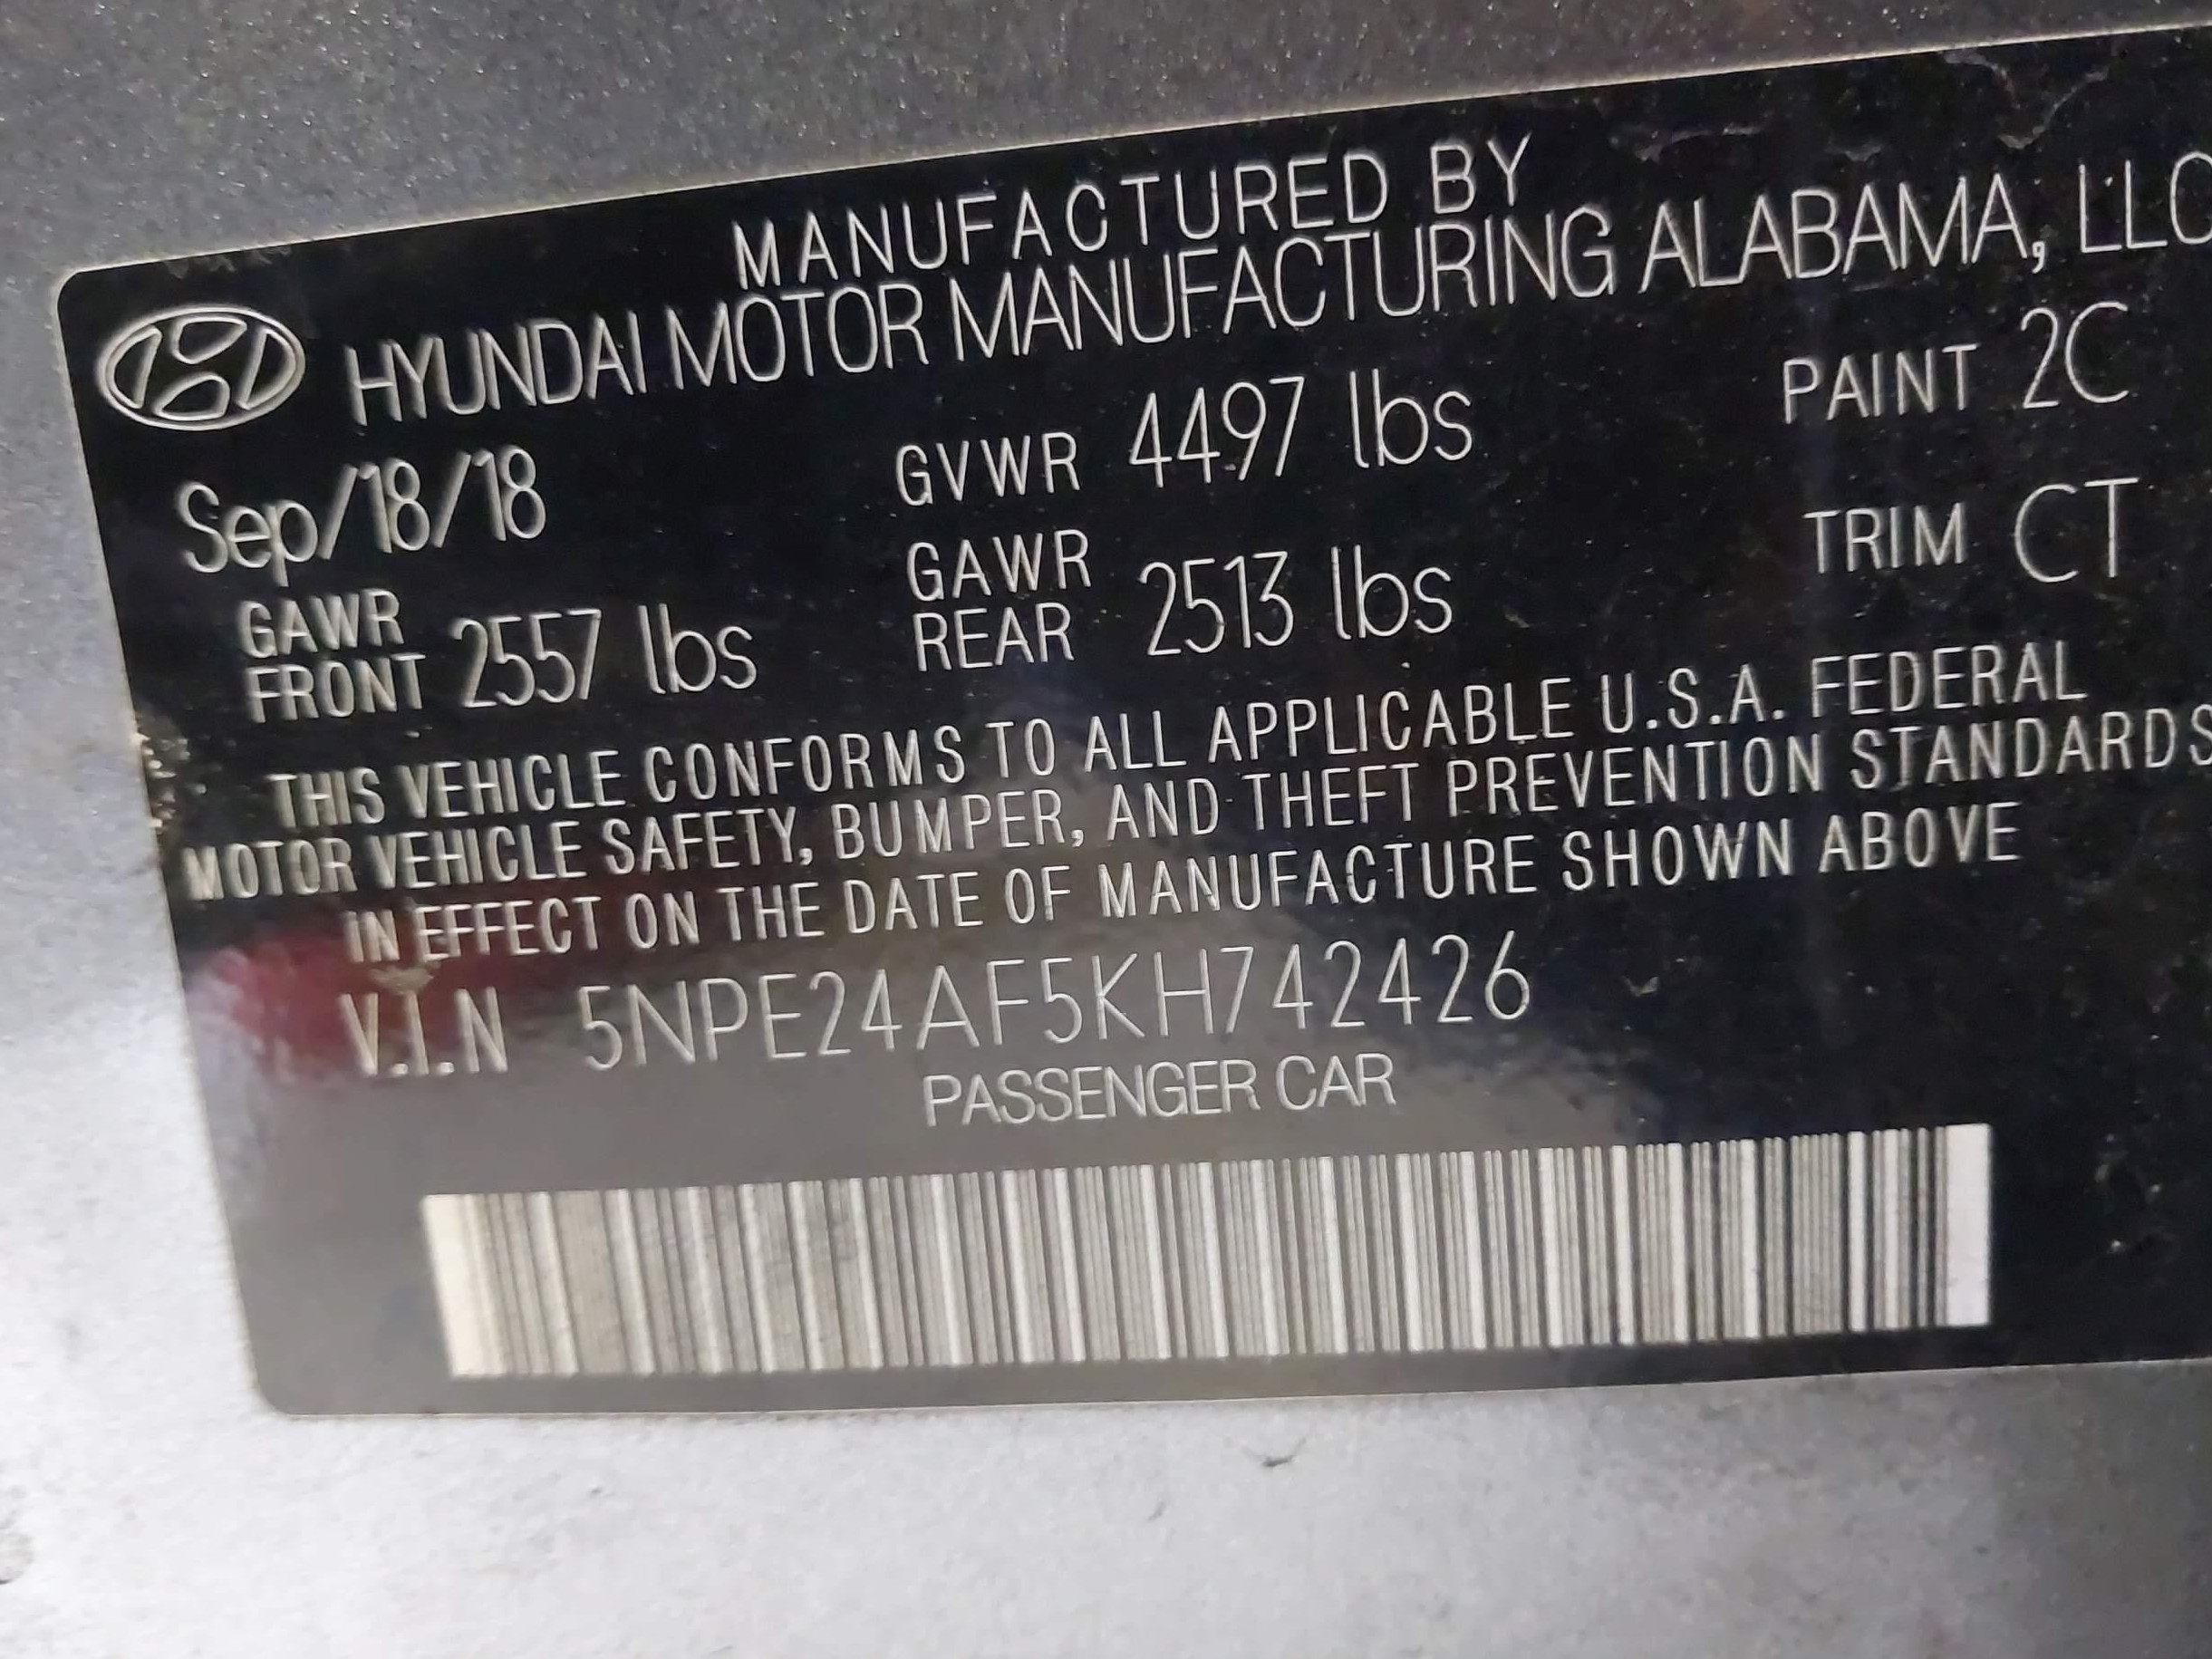 MANUFACTURED BY
HYUNDAI MOTOR MANUFACTURING ALABAMA, LLC
Sep/18/18 GVWR 4497 lbs PAINT 2C
GAWR FRONT 2557 lbs GAWR REAR 2513 lbs TRIM CT
THIS VEHICLE CONFORMS TO ALL APPLICABLE U.S.A. FEDERAL
MOTOR VEHICLE SAFETY, BUMPER, AND THEFT PREVENTION STANDARDS
IN EFFECT ON THE DATE OF MANUFACTURE SHOWN ABOVE
V.I.N 5NPE24AF5KH742426
PASSENGER CAR